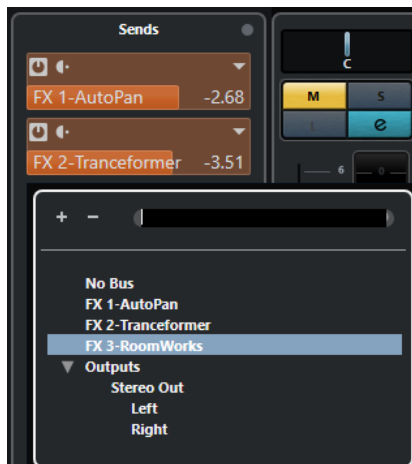 Sends
FX 1-AutoPan -2.68
FX 2-Tranceformer -3.51
C
M S
L e
6 0
+ −
No Bus
FX 1-AutoPan
FX 2-Tranceformer
FX 3-RoomWorks
Outputs
Stereo Out
Left
Right